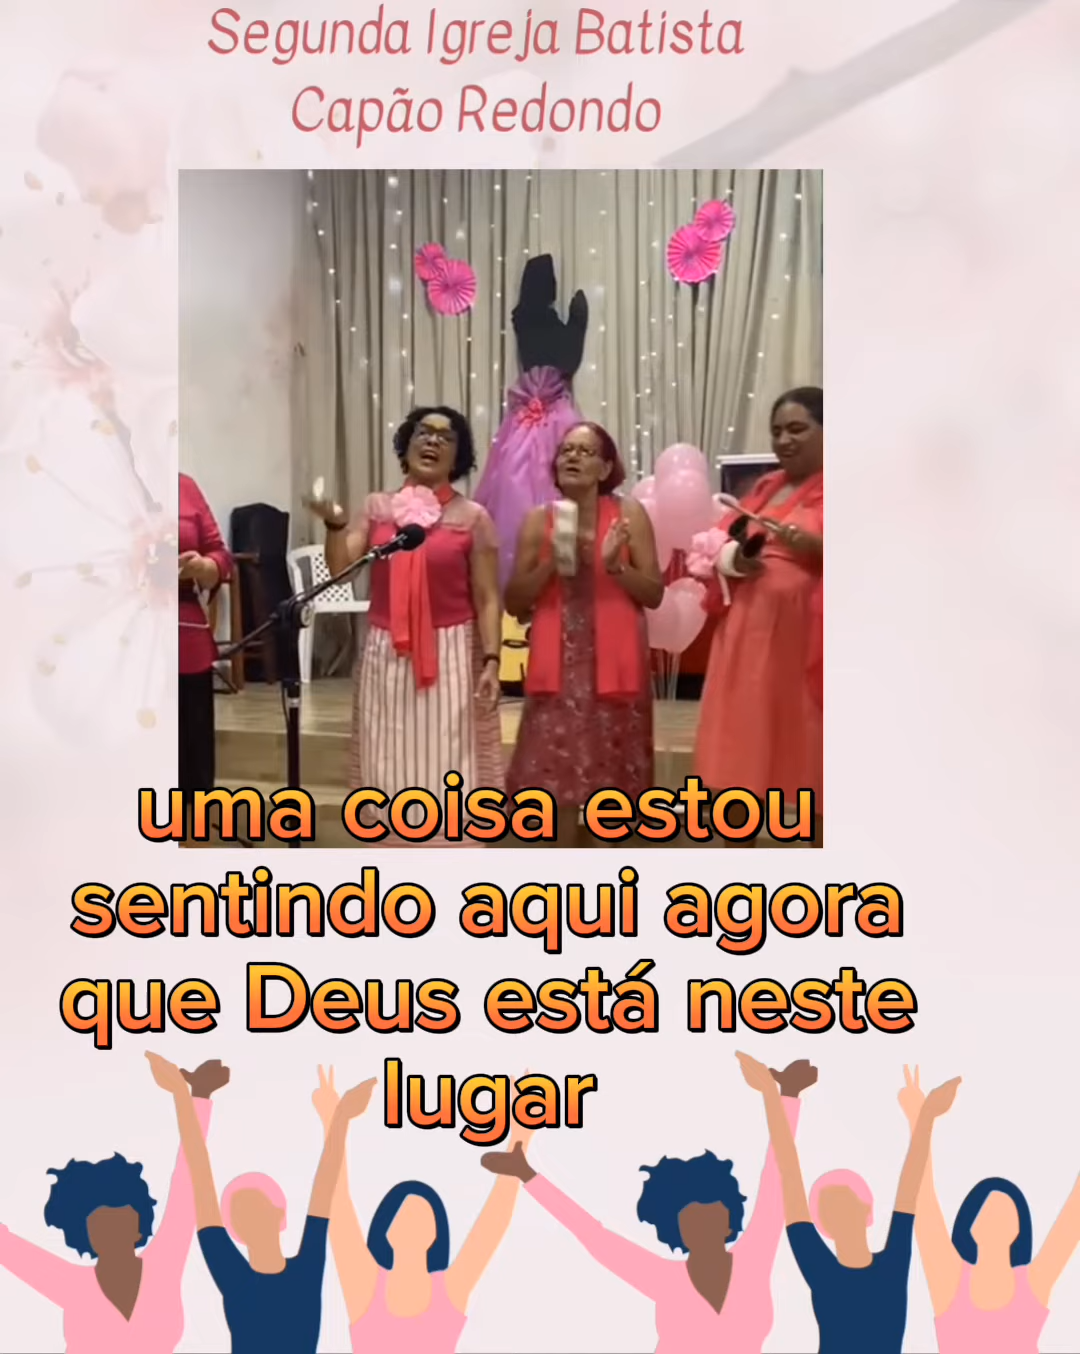 Segunda Igreja Batista
Capão Redondo
uma coisa estou
sentindo aqui agora
que Deus está neste
lugar